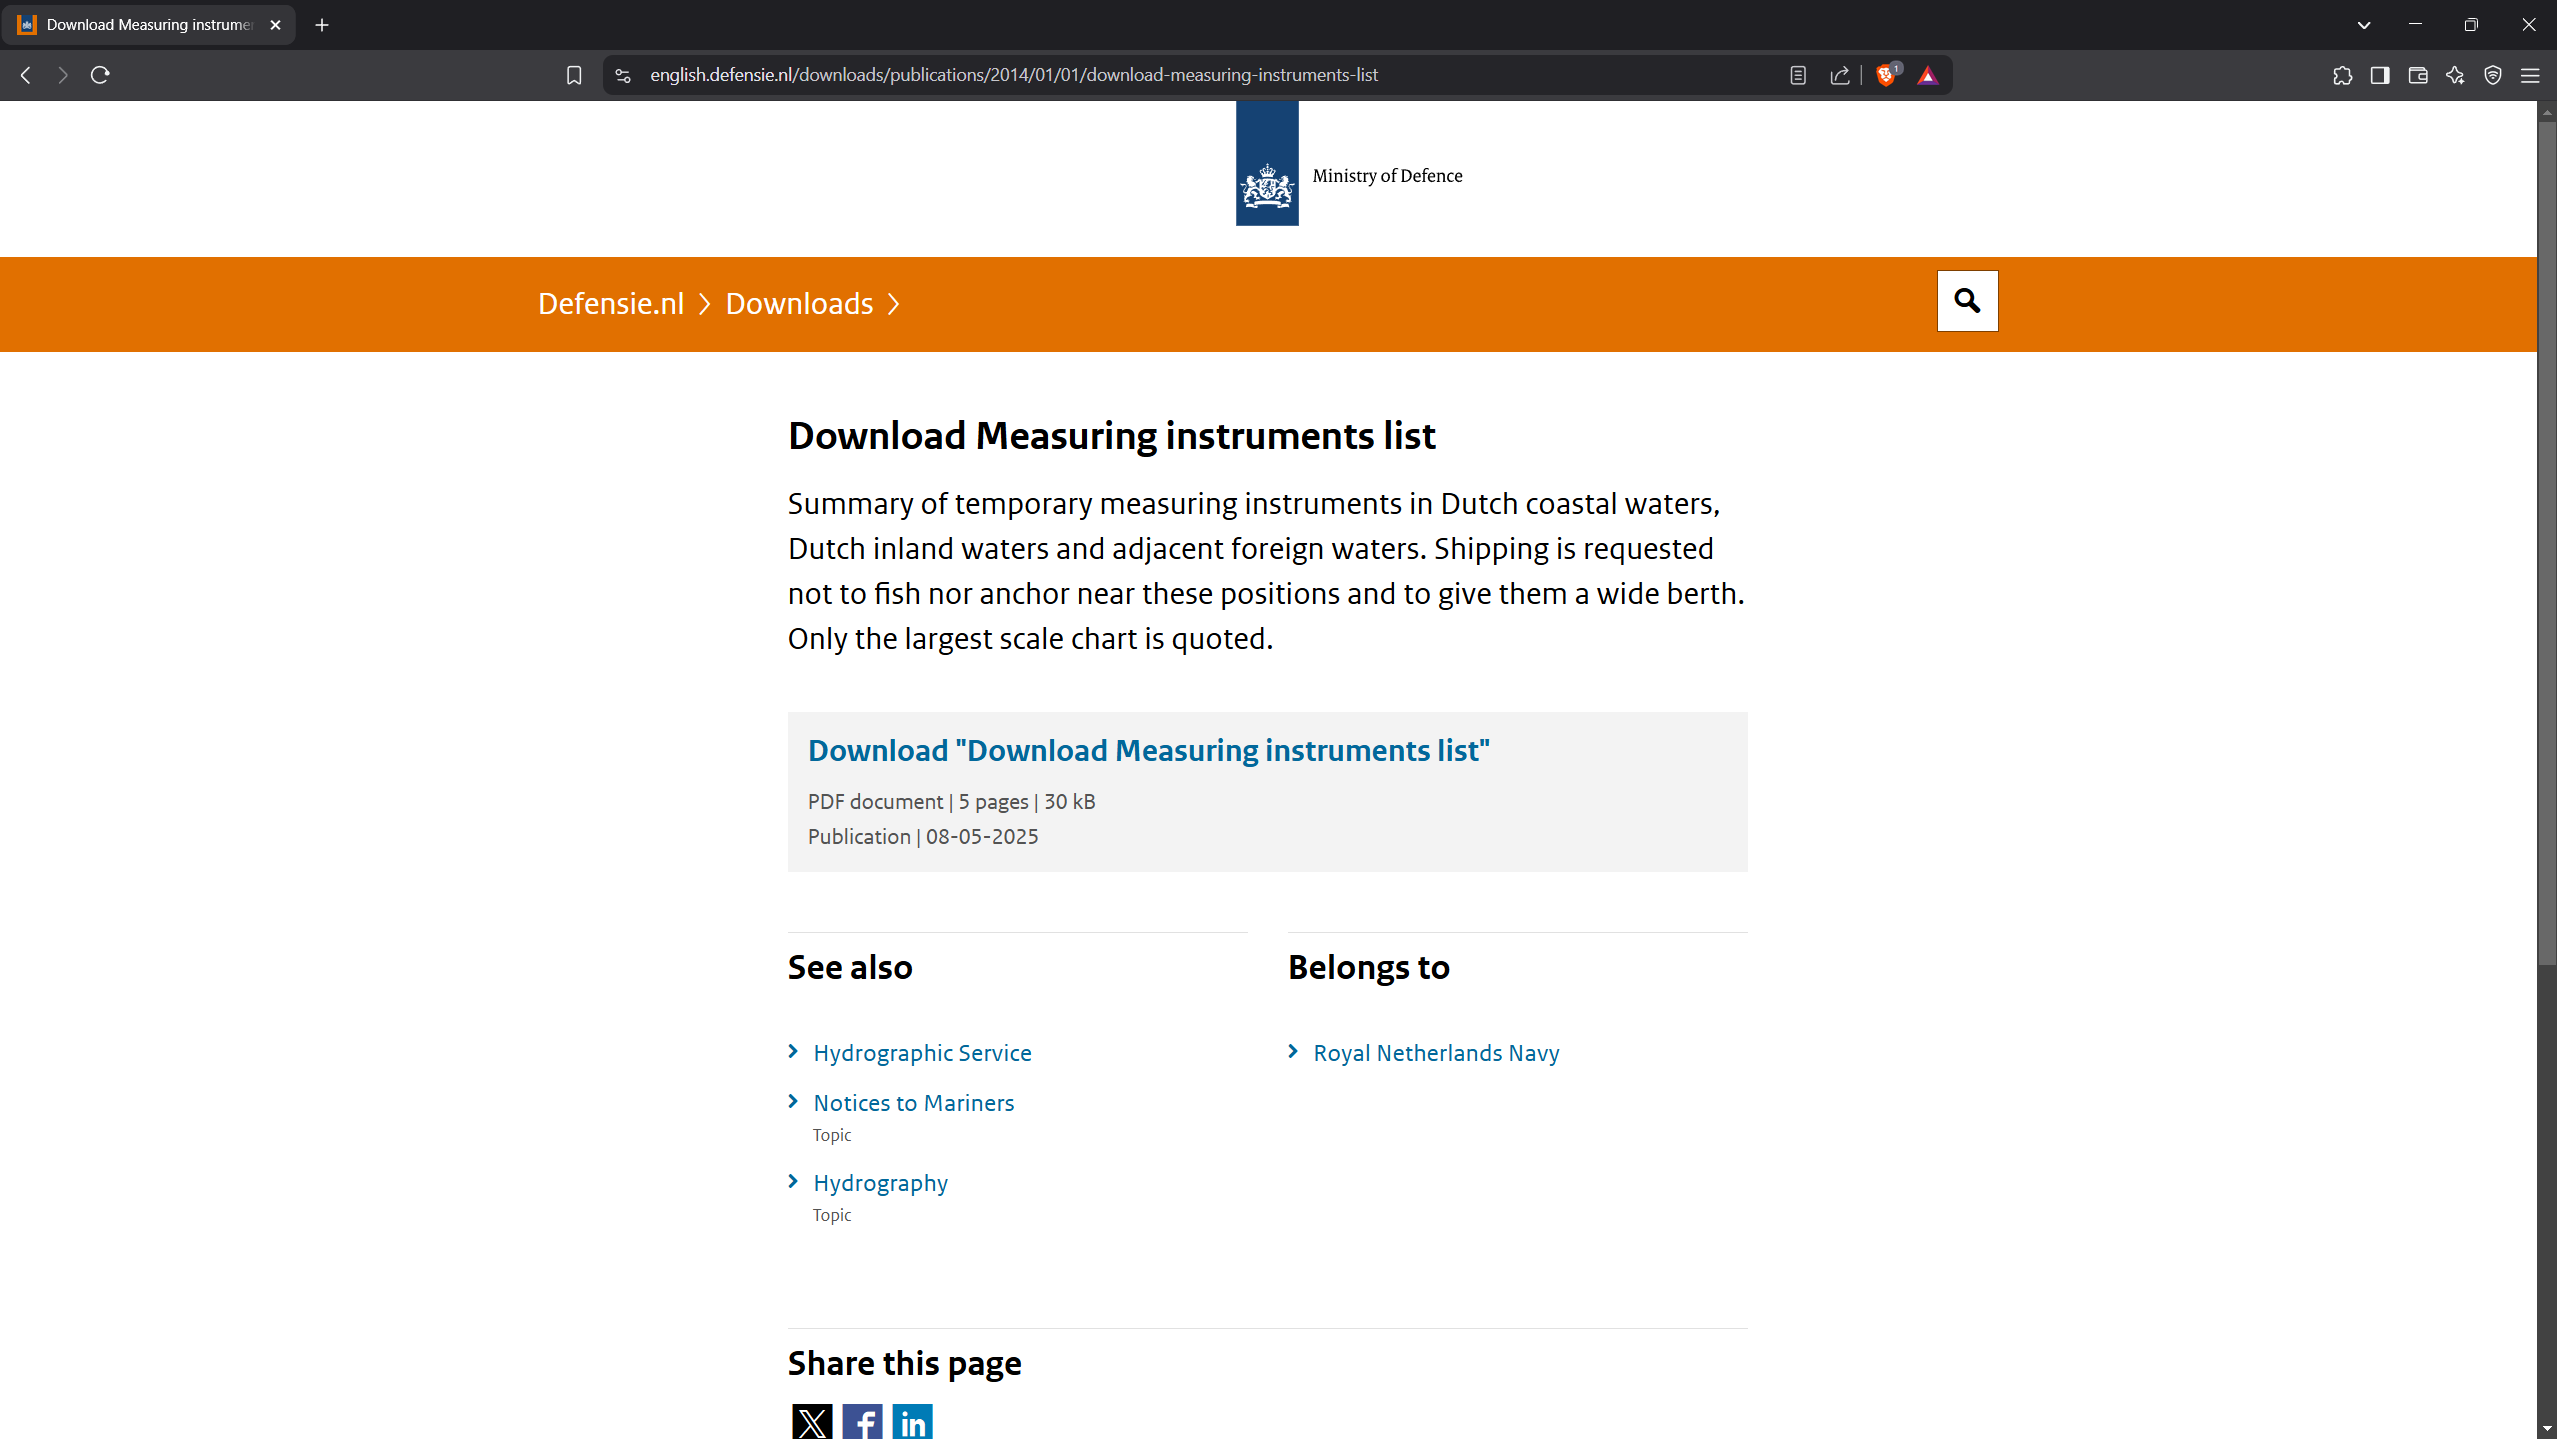 Download Measuring instrume
english.defensie.nl/downloads/publications/2014/01/01/download-measuring-instruments-list
1
Ministry of Defence
Defensie.nl
Downloads
Download Measuring instruments list
Summary of temporary measuring instruments in Dutch coastal waters,
Dutch inland waters and adjacent foreign waters. Shipping is requested
not to fish nor anchor near these positions and to give them a wide berth.
Only the largest scale chart is quoted.
Download "Download Measuring instruments list"
PDF document | 5 pages | 30 kB
Publication | 08-05-2025
See also
Hydrographic Service
Notices to Mariners
Topic
Hydrography
Topic
Belongs to
Royal Netherlands Navy
Share this page